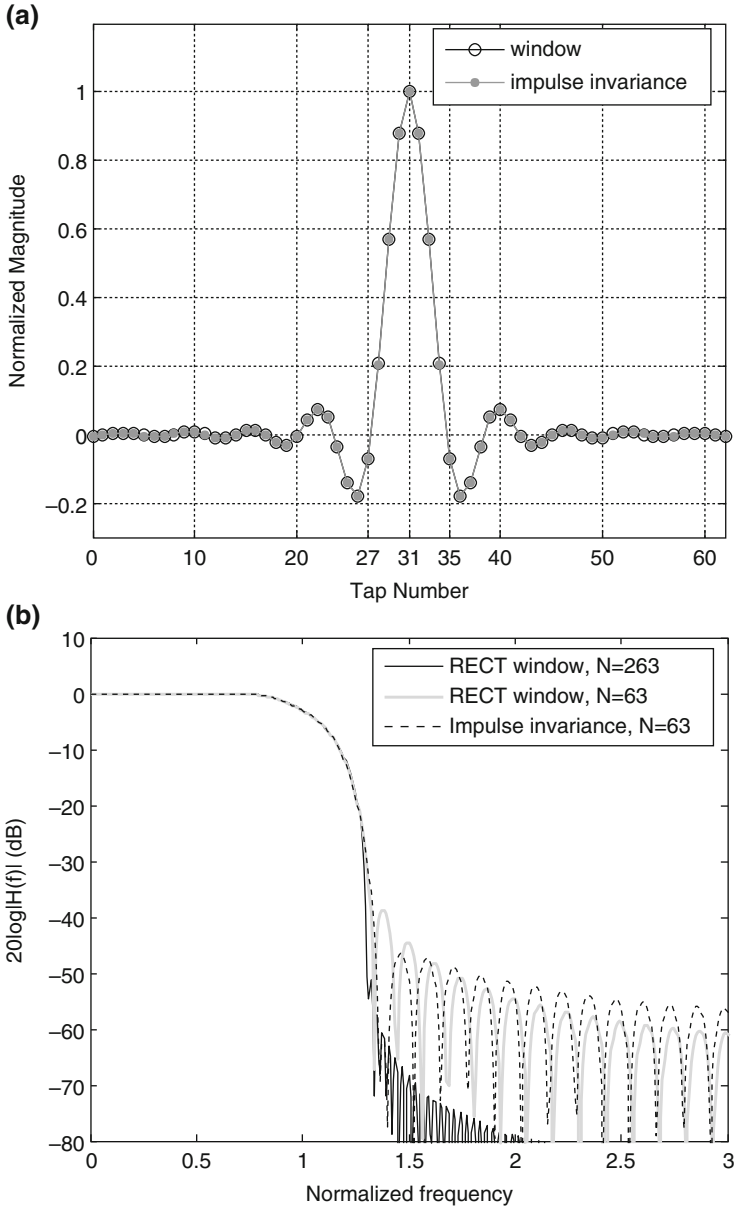 (a)
window
impulse invariance
1
0.8
0.6
0.4
0.2
0
−0.2
Normalized Magnitude
0 10 20 27 31 35 40 50 60
Tap Number
(b)
10
0
−10
−20
−30
−40
−50
−60
−70
−80
20log|H(f)| (dB)
RECT window, N=263
RECT window, N=63
Impulse invariance, N=63
0 0.5 1 1.5 2 2.5 3
Normalized frequency